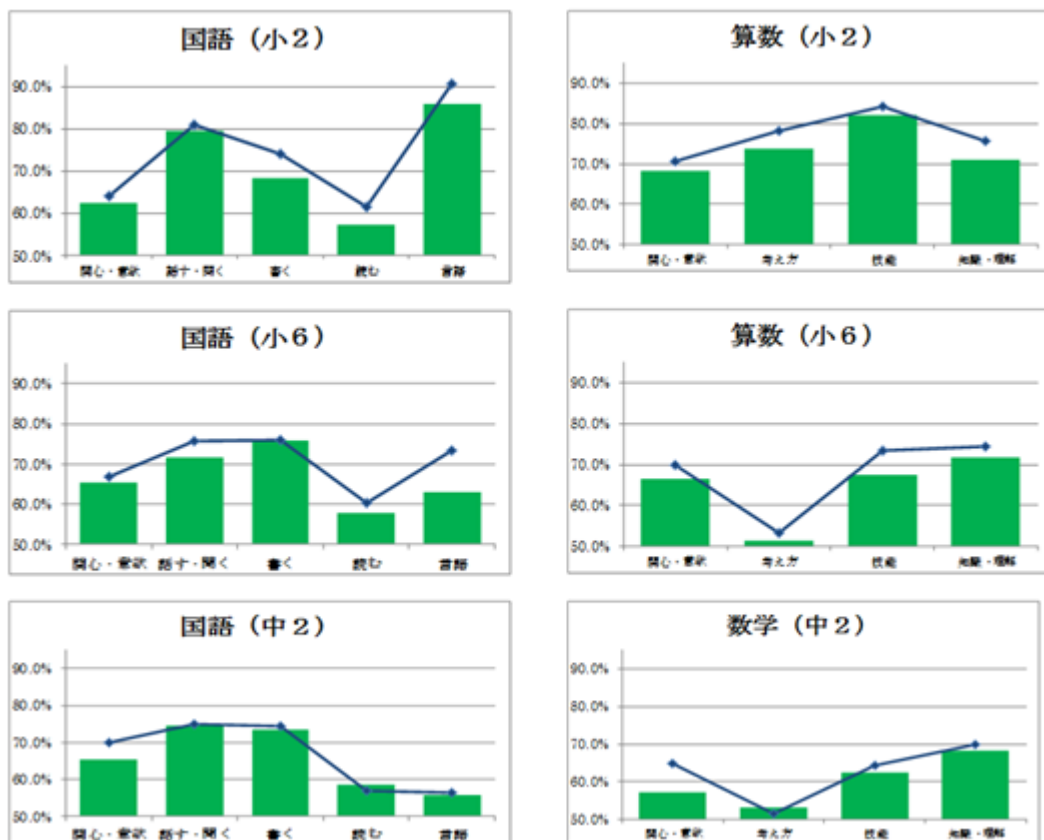 国語（小２）
90.0%
80.0%
70.0%
60.0%
50.0%
関心・意欲 話す・聞く 書く 読む 言語
算数（小２）
90.0%
80.0%
70.0%
60.0%
50.0%
関心・意欲 考え方 技能 知識・理解
国語（小６）
90.0%
80.0%
70.0%
60.0%
50.0%
関心・意欲 話す・聞く 書く 読む 言語
算数（小６）
90.0%
80.0%
70.0%
60.0%
50.0%
関心・意欲 考え方 技能 知識・理解
国語（中２）
90.0%
80.0%
70.0%
60.0%
50.0%
関心・意欲 話す・聞く 書く 読む 言語
数学（中２）
90.0%
80.0%
70.0%
60.0%
50.0%
関心・意欲 考え方 技能 知識・理解